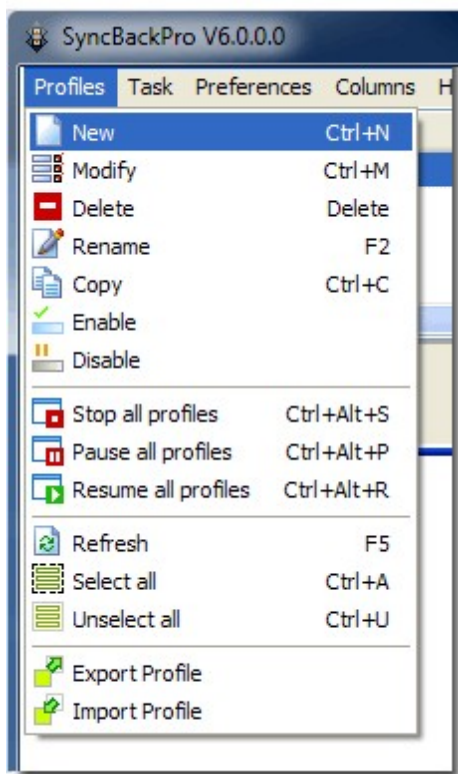 SyncBackPro V6.0.0.0
Profiles Task Preferences Columns H
New Ctrl+N
Modify Ctrl+M
Delete Delete
Rename F2
Copy Ctrl+C
Enable
Disable
Stop all profiles Ctrl+Alt+S
Pause all profiles Ctrl+Alt+P
Resume all profiles Ctrl+Alt+R
Refresh F5
Select all Ctrl+A
Unselect all Ctrl+U
Export Profile
Import Profile